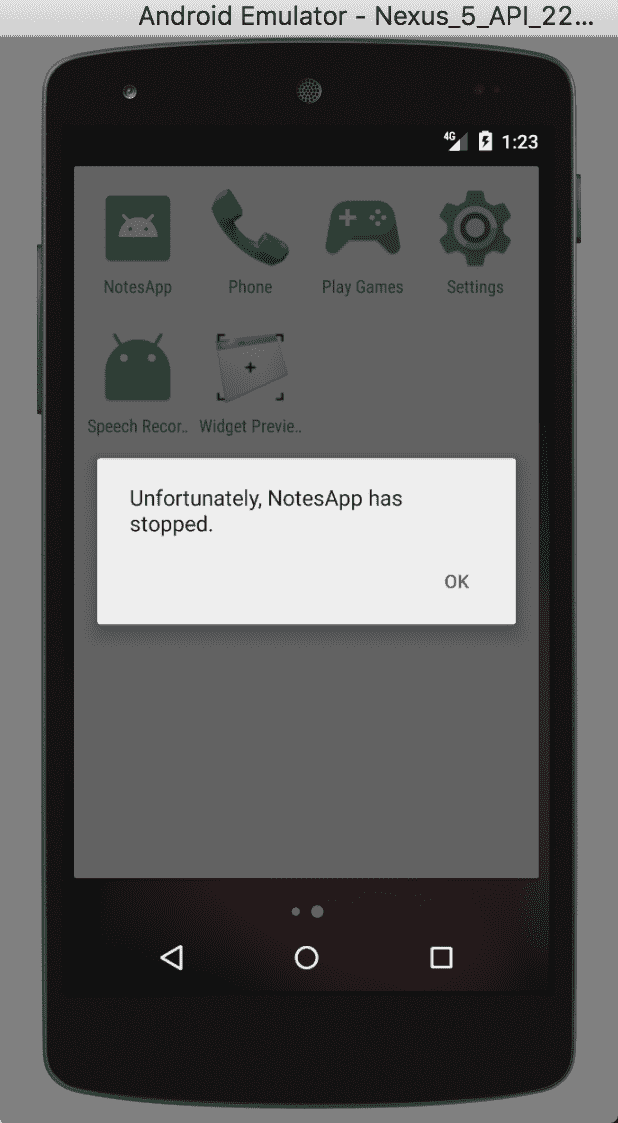 Android Emulator - Nexus_5_API_22...
4G 1:23
NotesApp Phone Play Games Settings
Speech Recor.. Widget Previe..
Unfortunately, NotesApp has
stopped.
OK